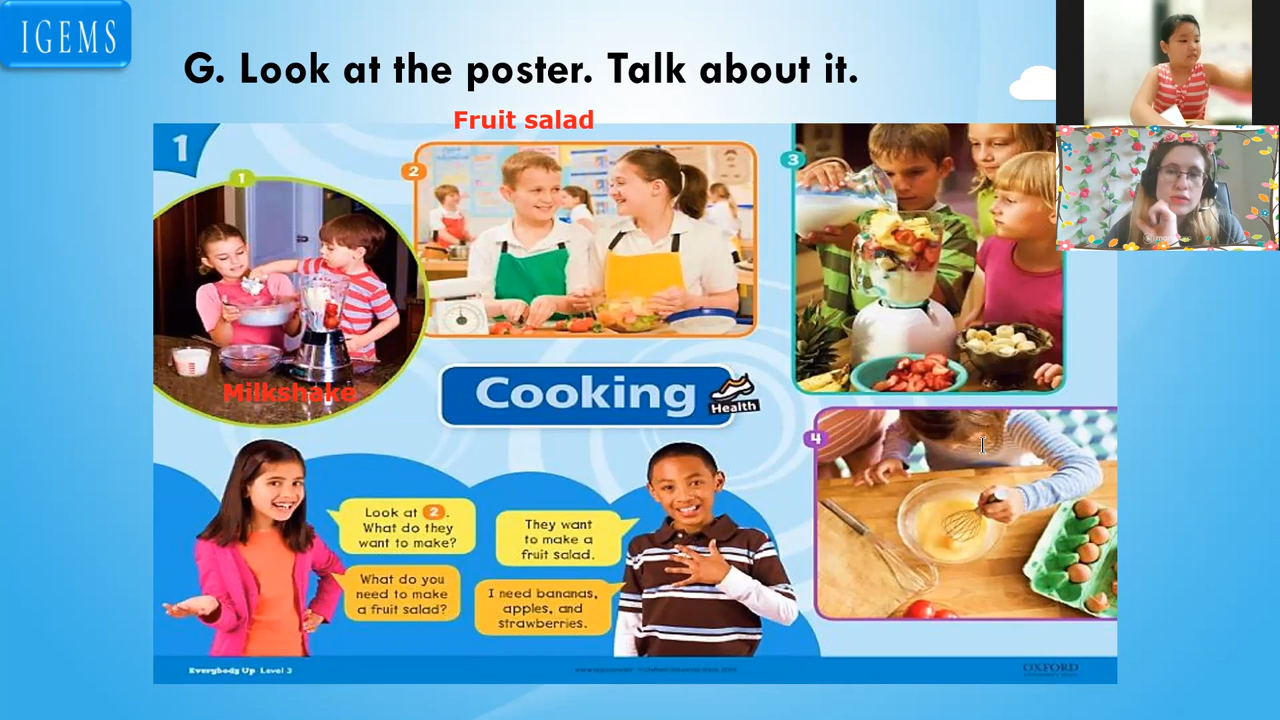 IGEMS
G. Look at the poster. Talk about it.
Fruit salad
1
1
2
3
Milkshake
Cooking
Health
4
Look at 2.
What do they
want to make?
They want
to make a
fruit salad.
What do you
need to make
a fruit salad?
I need bananas,
apples, and
strawberries.
Everybody Up Level 3
OXFORD